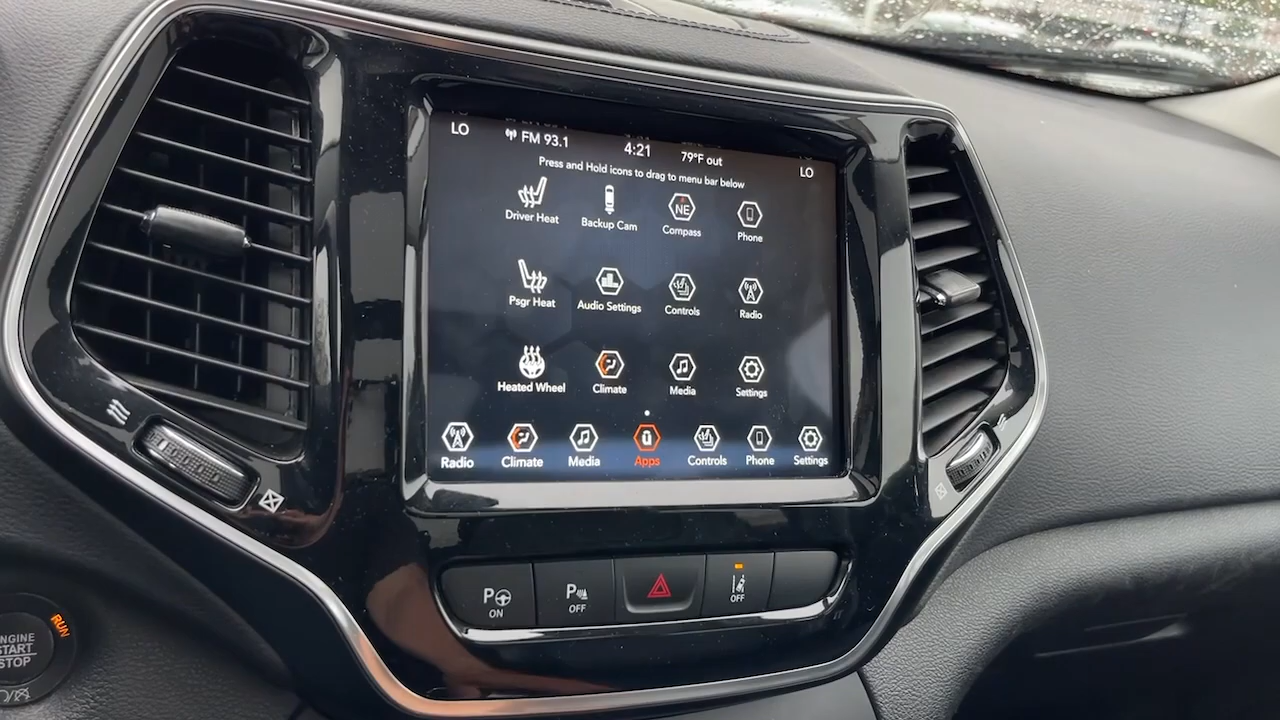 LO
FM 93.1
4:21
79°F out
LO
Press and Hold icons to drag to menu bar below
Driver Heat
Backup Cam
NE
Compass
Phone
Psgr Heat
Audio Settings
Controls
Radio
Heated Wheel
Climate
Media
Settings
Radio
Climate
Media
Apps
Controls
Phone
Settings
P
ON
P
OFF
OFF
ENGINE
START
STOP
RUN